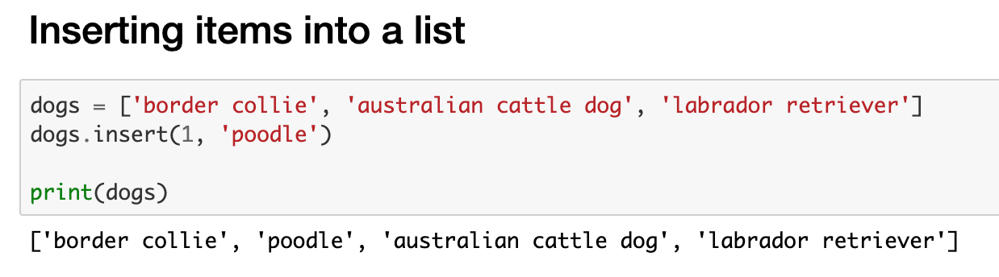 Inserting items into a list
dogs = ['border collie', 'australian cattle dog', 'labrador retriever']
dogs.insert(1, 'poodle')
print(dogs)
['border collie', 'poodle', 'australian cattle dog', 'labrador retriever']